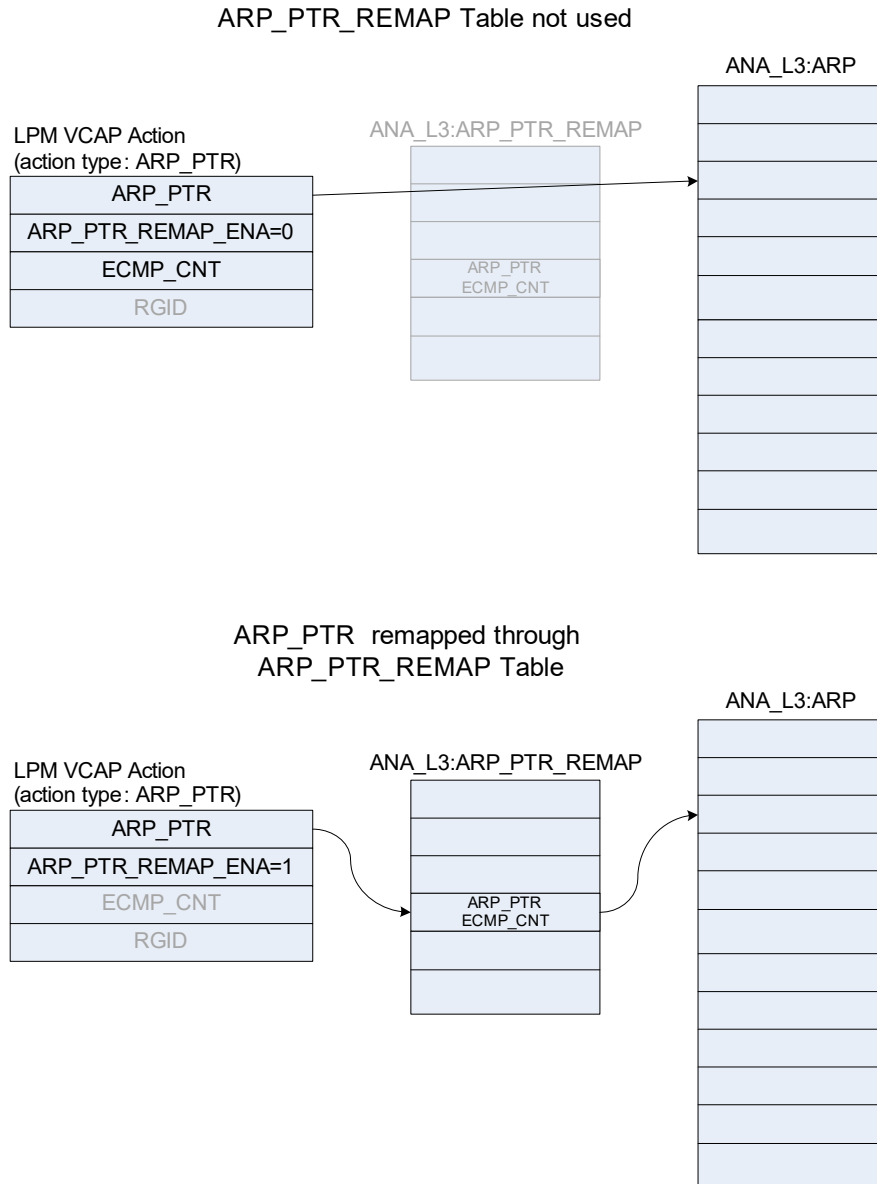 ARP_PTR_REMAP Table not used
ANA_L3:ARP
LPM VCAP Action
(action type: ARP_PTR)
ANA_L3:ARP_PTR_REMAP
ARP_PTR
ARP_PTR_REMAP_ENA=0
ECMP_CNT
RGID
ARP_PTR
ECMP_CNT
ARP_PTR remapped through
ARP_PTR_REMAP Table
ANA_L3:ARP
LPM VCAP Action
(action type: ARP_PTR)
ANA_L3:ARP_PTR_REMAP
ARP_PTR
ARP_PTR_REMAP_ENA=1
ECMP_CNT
RGID
ARP_PTR
ECMP_CNT